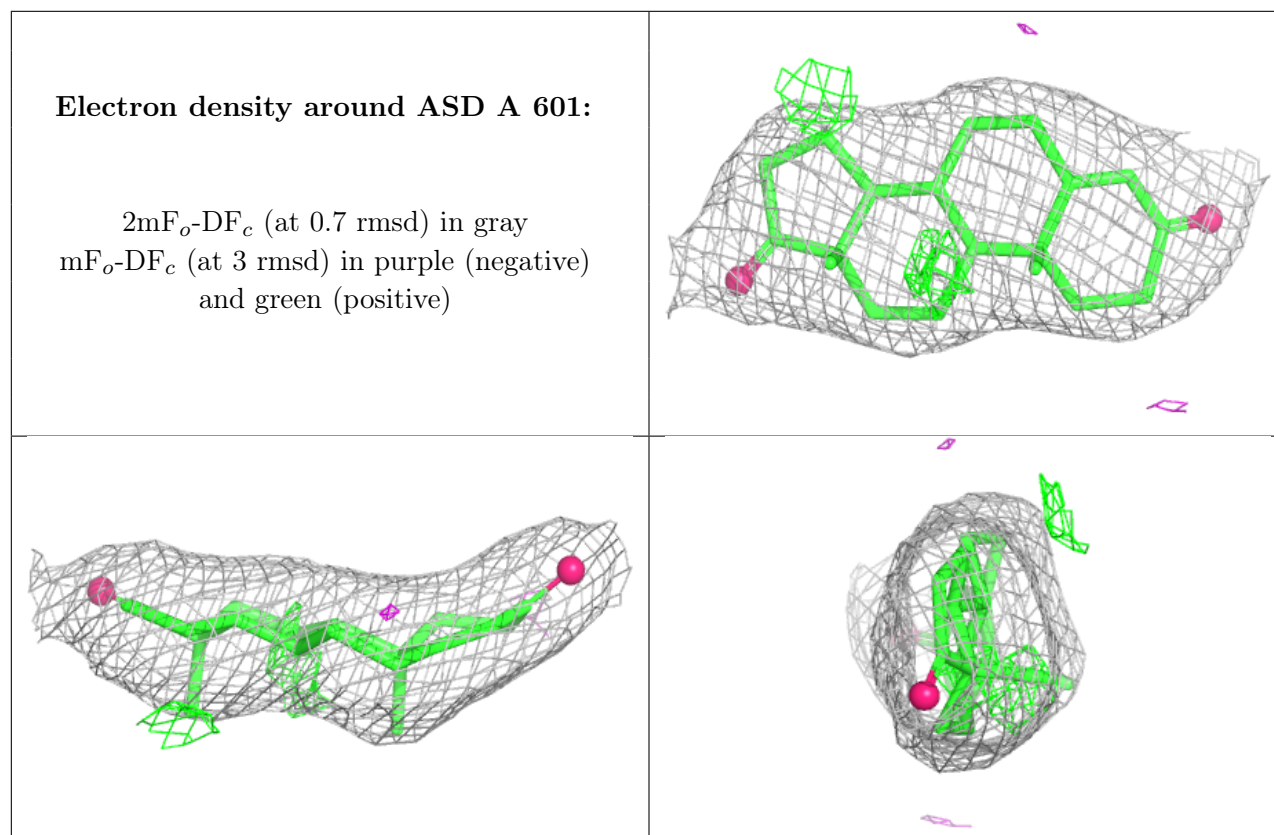 Electron density around ASD A 601:
2mFo-DFc (at 0.7 rmsd) in gray
mFo-DFc (at 3 rmsd) in purple (negative)
and green (positive)